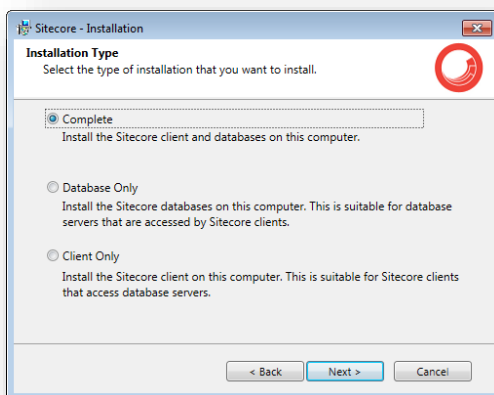 Sitecore - Installation
Installation Type
Select the type of installation that you want to install.
Complete
Install the Sitecore client and databases on this computer.
Database Only
Install the Sitecore databases on this computer. This is suitable for database
servers that are accessed by Sitecore clients.
Client Only
Install the Sitecore client on this computer. This is suitable for Sitecore clients
that access database servers.
< Back Next > Cancel